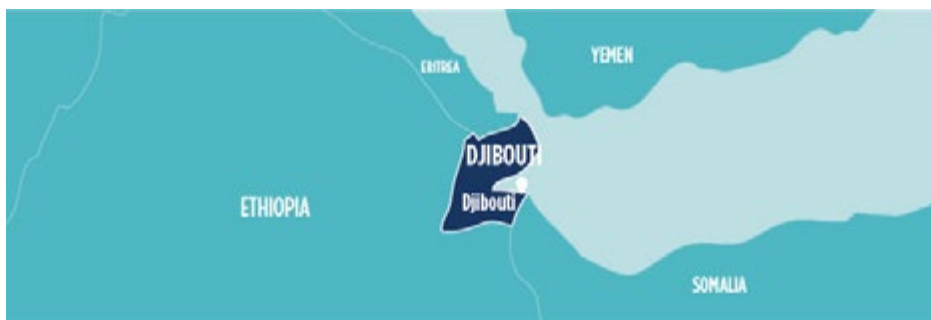 YEMEN
ERITREA
DJIBOUTI
Djibouti
ETHIOPIA
SOMALIA